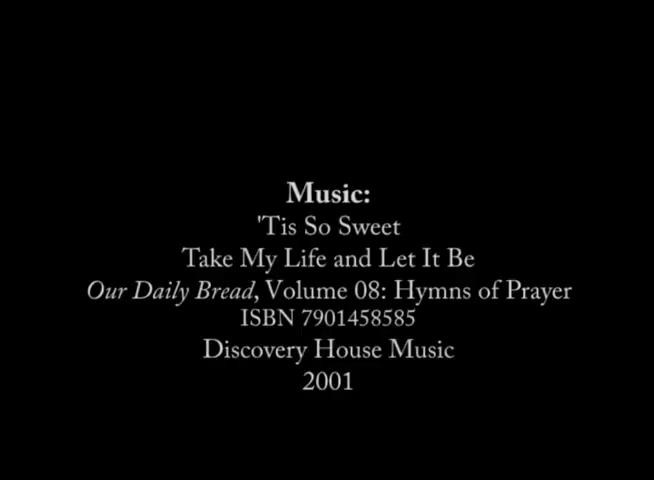 Music:
'Tis So Sweet
Take My Life and Let It Be
Our Daily Bread, Volume 08: Hymns of Prayer
ISBN 7901458585
Discovery House Music
2001